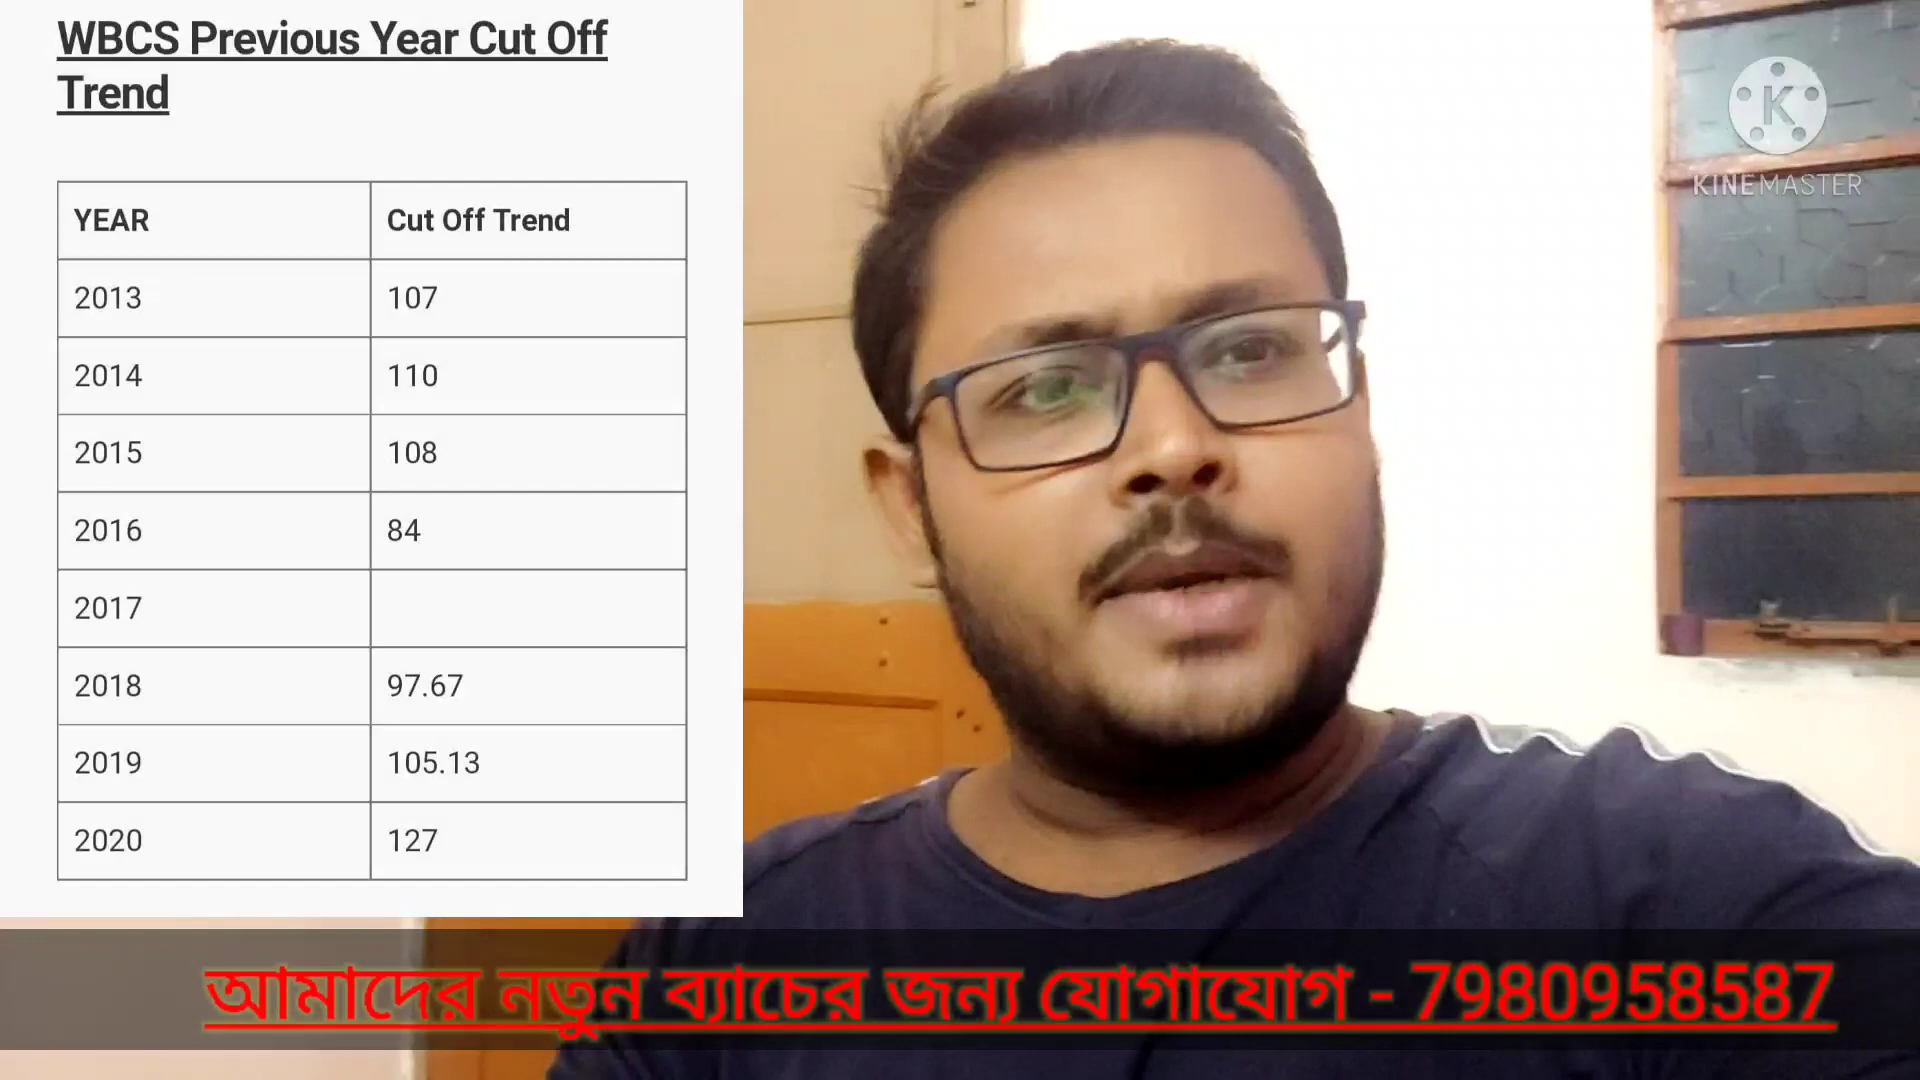 WBCS Previous Year Cut Off
Trend
YEAR Cut Off Trend
2013 107
2014 110
2015 108
2016 84
2017
2018 97.67
2019 105.13
2020 127
K
KINEMASTER
আমাদের নতুন ব্যাচের জন্য যোগাযোগ - 7980958587